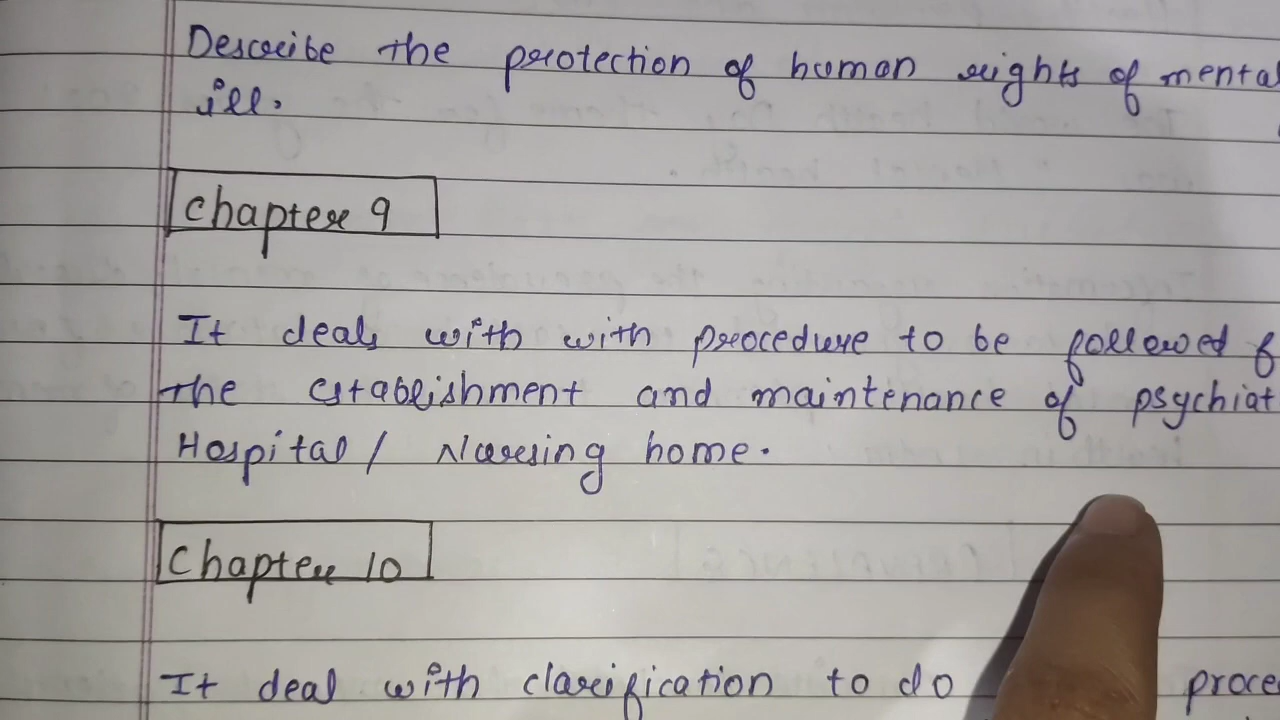 Describe the protection of human rights of mental
ill.
Chapter 9
It deals with with procedure to be followed f
the establishment and maintenance of psychiat
Hospital / Nursing home.
Chapter 10
It deal with clarification to do proce